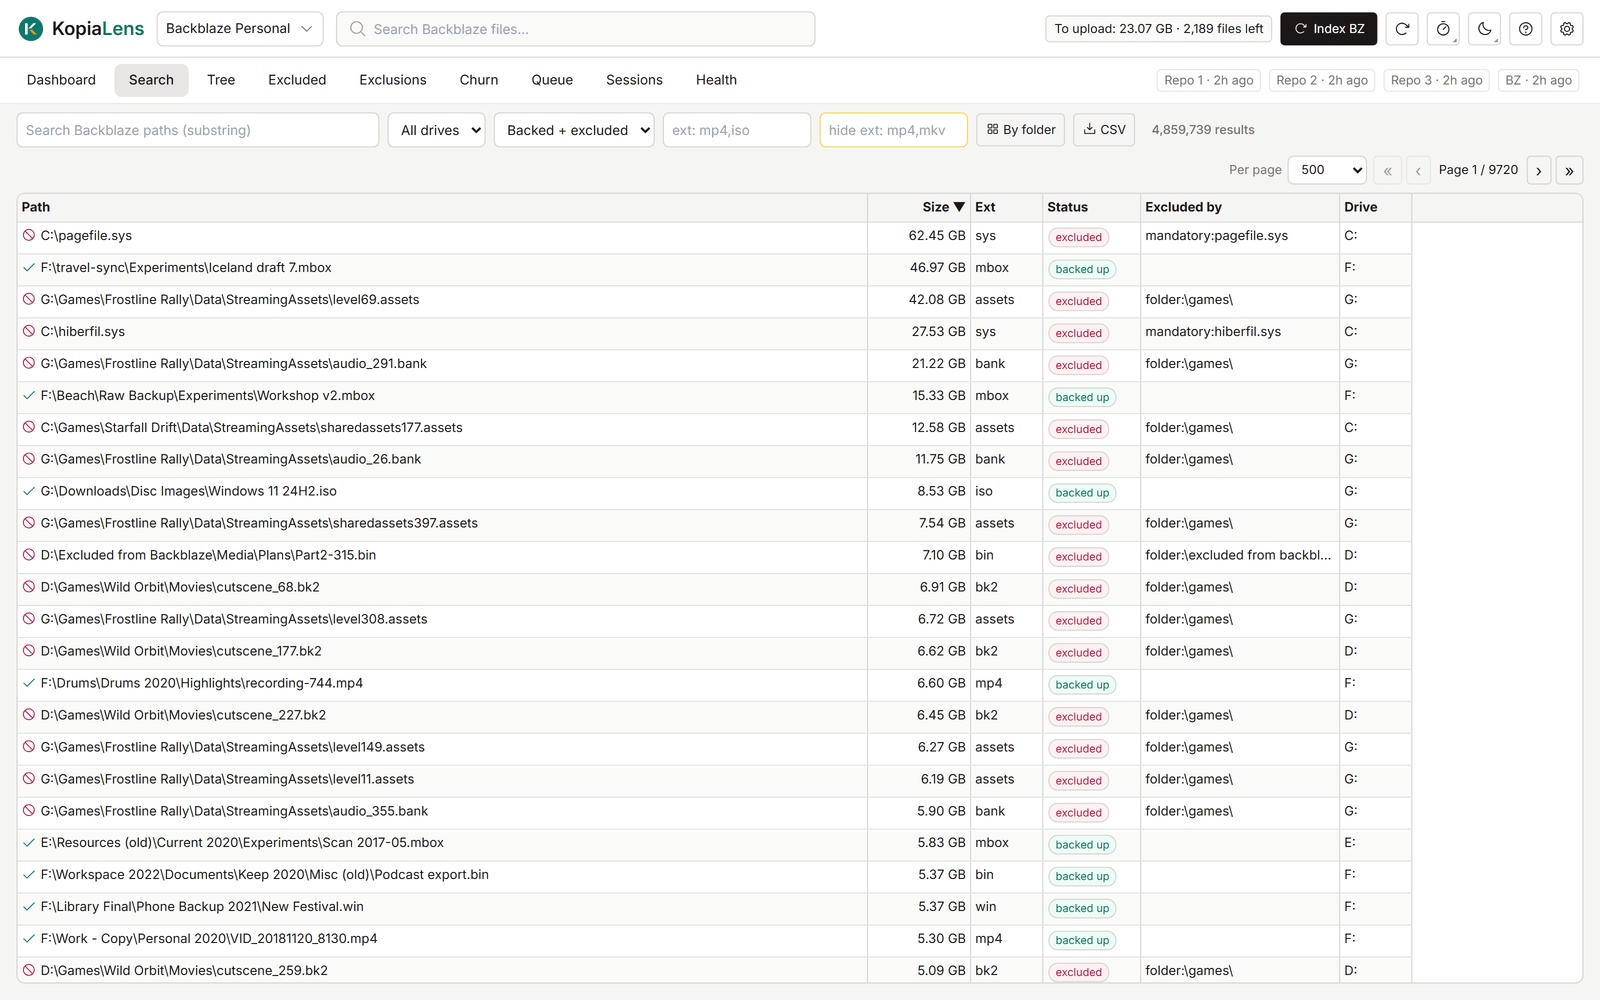 KopiaLens
Backblaze Personal
Search Backblaze files...
To upload: 23.07 GB · 2,189 files left
Index BZ
Dashboard Search Tree Excluded Exclusions Churn Queue Sessions Health
Repo 1 · 2h ago Repo 2 · 2h ago Repo 3 · 2h ago BZ · 2h ago
Search Backblaze paths (substring) All drives Backed + excluded ext: mp4,iso hide ext: mp4,mkv By folder CSV 4,859,739 results
Per page 500 « ‹ Page 1 / 9720 › »
Path Size ▼ Ext Status Excluded by Drive
C:\pagefile.sys 62.45 GB sys excluded mandatory:pagefile.sys C:
F:\travel-sync\Experiments\Iceland draft 7.mbox 46.97 GB mbox backed up F:
G:\Games\Frostline Rally\Data\StreamingAssets\level69.assets 42.08 GB assets excluded folder:\games\ G:
C:\hiberfil.sys 27.53 GB sys excluded mandatory:hiberfil.sys C:
G:\Games\Frostline Rally\Data\StreamingAssets\audio_291.bank 21.22 GB bank excluded folder:\games\ G:
F:\Beach\Raw Backup\Experiments\Workshop v2.mbox 15.33 GB mbox backed up F:
C:\Games\Starfall Drift\Data\StreamingAssets\sharedassets177.assets 12.58 GB assets excluded folder:\games\ C:
G:\Games\Frostline Rally\Data\StreamingAssets\audio_26.bank 11.75 GB bank excluded folder:\games\ G:
G:\Downloads\Disc Images\Windows 11 24H2.iso 8.53 GB iso backed up G:
G:\Games\Frostline Rally\Data\StreamingAssets\sharedassets397.assets 7.54 GB assets excluded folder:\games\ G:
D:\Excluded from Backblaze\Media\Plans\Part2-315.bin 7.10 GB bin excluded folder:\excluded from backbl... D:
D:\Games\Wild Orbit\Movies\cutscene_68.bk2 6.91 GB bk2 excluded folder:\games\ D:
G:\Games\Frostline Rally\Data\StreamingAssets\level308.assets 6.72 GB assets excluded folder:\games\ G:
D:\Games\Wild Orbit\Movies\cutscene_177.bk2 6.62 GB bk2 excluded folder:\games\ D:
F:\Drums\Drums 2020\Highlights\recording-744.mp4 6.60 GB mp4 backed up F:
D:\Games\Wild Orbit\Movies\cutscene_227.bk2 6.45 GB bk2 excluded folder:\games\ D:
G:\Games\Frostline Rally\Data\StreamingAssets\level149.assets 6.27 GB assets excluded folder:\games\ G:
G:\Games\Frostline Rally\Data\StreamingAssets\level11.assets 6.19 GB assets excluded folder:\games\ G:
G:\Games\Frostline Rally\Data\StreamingAssets\audio_355.bank 5.90 GB bank excluded folder:\games\ G:
E:\Resources (old)\Current 2020\Experiments\Scan 2017-05.mbox 5.83 GB mbox backed up E:
F:\Workspace 2022\Documents\Keep 2020\Misc (old)\Podcast export.bin 5.37 GB bin backed up F:
F:\Library Final\Phone Backup 2021\New Festival.win 5.37 GB win backed up F:
F:\Work - Copy\Personal 2020\VID_20181120_8130.mp4 5.30 GB mp4 backed up F:
D:\Games\Wild Orbit\Movies\cutscene_259.bk2 5.09 GB bk2 excluded folder:\games\ D: